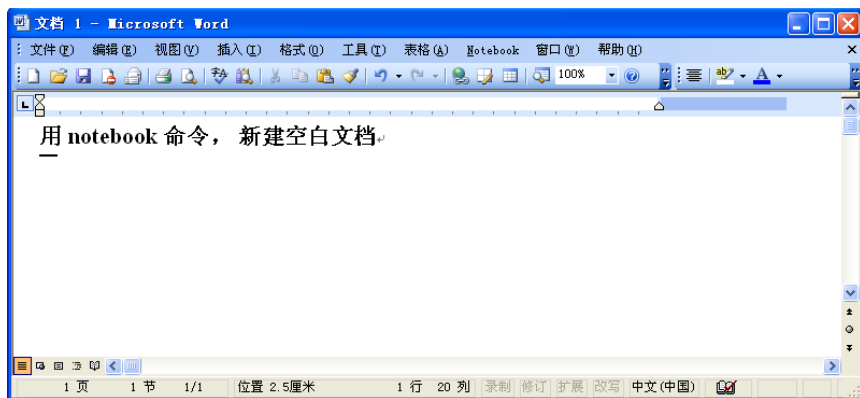 文档 1 - Microsoft Word
文件(F) 编辑(E) 视图(V) 插入(I) 格式(O) 工具(T) 表格(A) Notebook 窗口(W) 帮助(H)
100%
用 notebook 命令， 新建空白文档
1 页 1 节 1/1 位置 2.5厘米 1 行 20 列 录制 修订 扩展 改写 中文(中国)